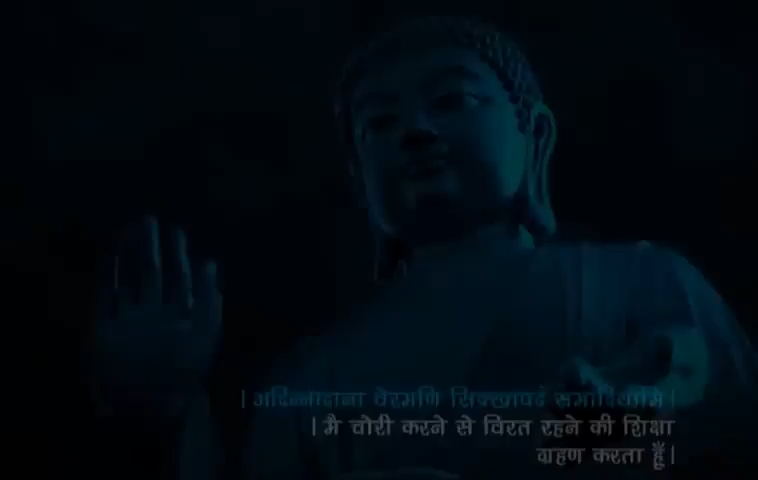 | अदिन्नादाना वेरमणि सिक्खापदं समादियामि |
| मै चोरी करने से विरत रहने की शिक्षा
ग्रहण करता हूँ |